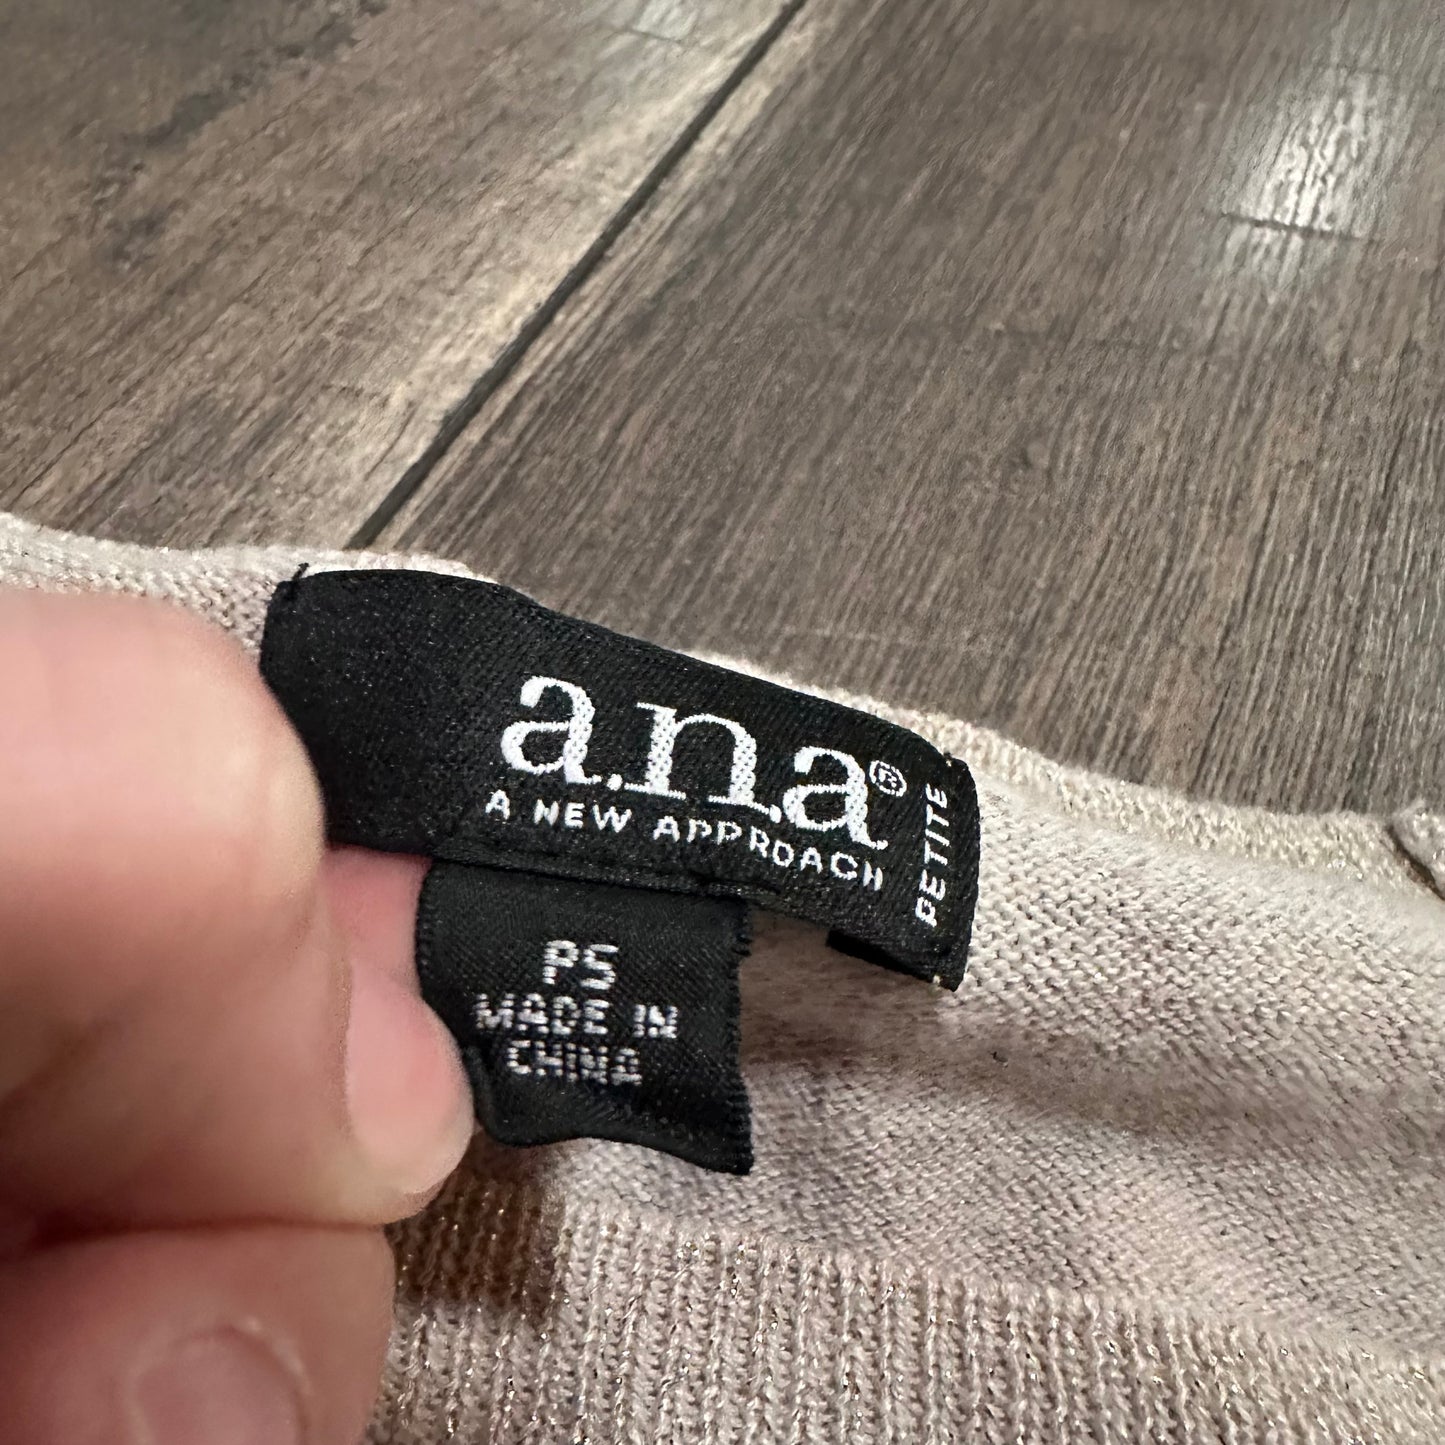 a.n.a®
A NEW APPROACH
PETITE
PS
MADE IN
CHINA